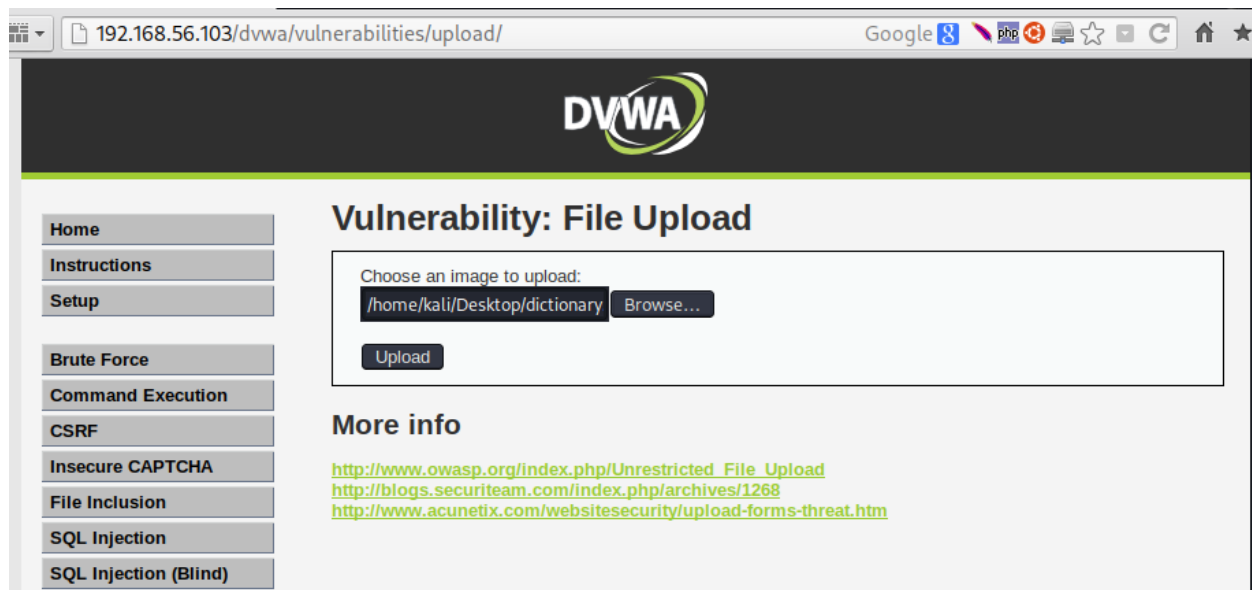 192.168.56.103/dvwa/vulnerabilities/upload/
Google 8 php
DVWA
Home
Instructions
Setup
Brute Force
Command Execution
CSRF
Insecure CAPTCHA
File Inclusion
SQL Injection
SQL Injection (Blind)
Vulnerability: File Upload
Choose an image to upload:
/home/kali/Desktop/dictionary Browse...
Upload
More info
http://www.owasp.org/index.php/Unrestricted_File_Upload
http://blogs.securiteam.com/index.php/archives/1268
http://www.acunetix.com/websitesecurity/upload-forms-threat.htm